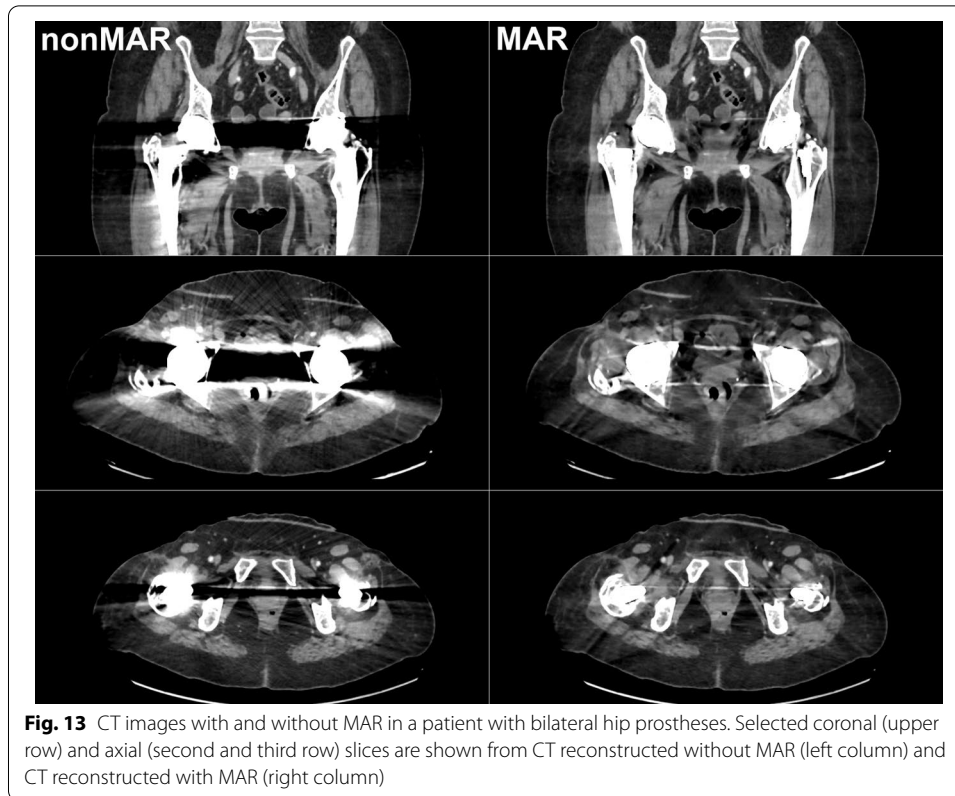 nonMAR
MAR
Fig. 13 CT images with and without MAR in a patient with bilateral hip prostheses. Selected coronal (upper
row) and axial (second and third row) slices are shown from CT reconstructed without MAR (left column) and
CT reconstructed with MAR (right column)